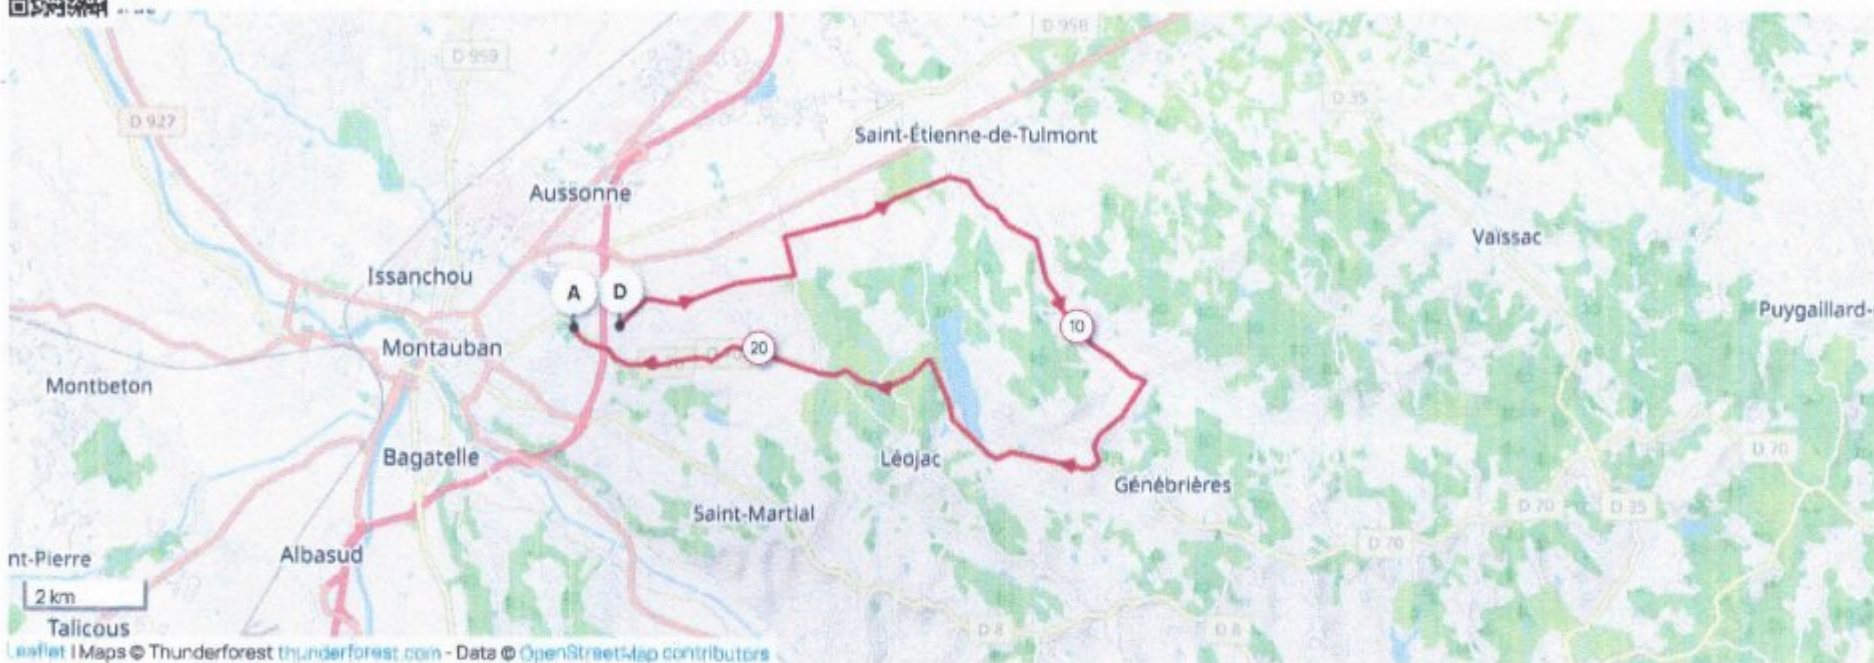 D 958
D 959
D 35
D 927
Saint-Étienne-de-Tulmont
Aussonne
Vaïssac
Issanchou
A
D
Puygaillard-
10
Montauban
20
Montbeton
D 70
Bagatelle
Léojac
Génébrières
D 70
D 35
Saint-Martial
D 70
nt-Pierre
Albasud
2 km
Talicous
D 8
D 8
Leaflet | Maps © Thunderforest thunderforest.com - Data © OpenStreetMap contributors